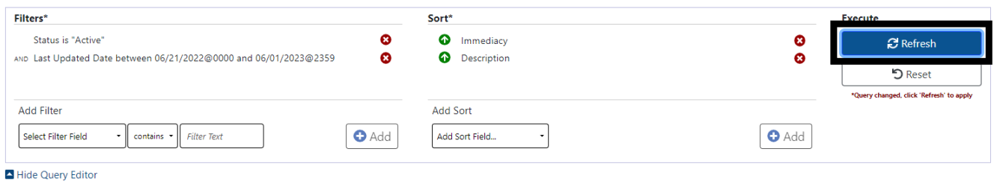 Filters*
Status is "Active"
AND Last Updated Date between 06/21/2022@0000 and 06/01/2023@2359
Add Filter
Select Filter Field contains Filter Text Add
Sort*
Immediacy
Description
Add Sort
Add Sort Field... Add
Execute
Refresh
Reset
*Query changed, click 'Refresh' to apply
Hide Query Editor